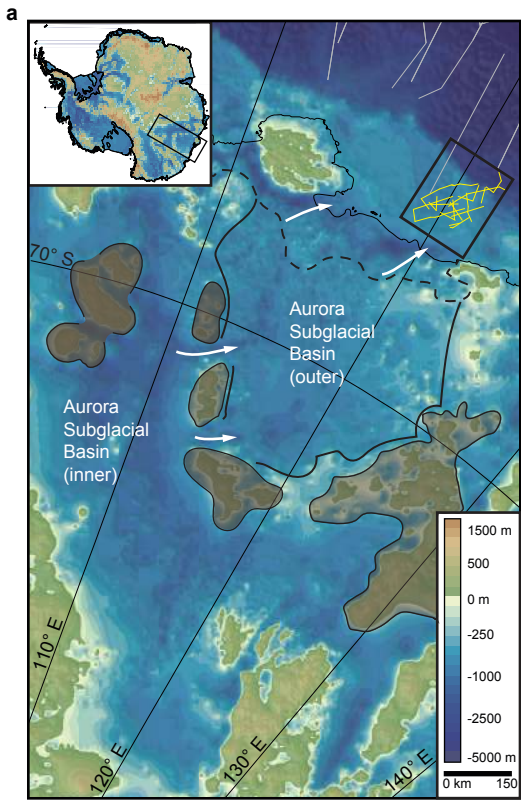 a
70° S
Aurora
Subglacial
Basin
(outer)
Aurora
Subglacial
Basin
(inner)
110° E
120° E
130° E
140° E
1500 m
500
0 m
-250
-1000
-2500
-5000 m
0 km 150